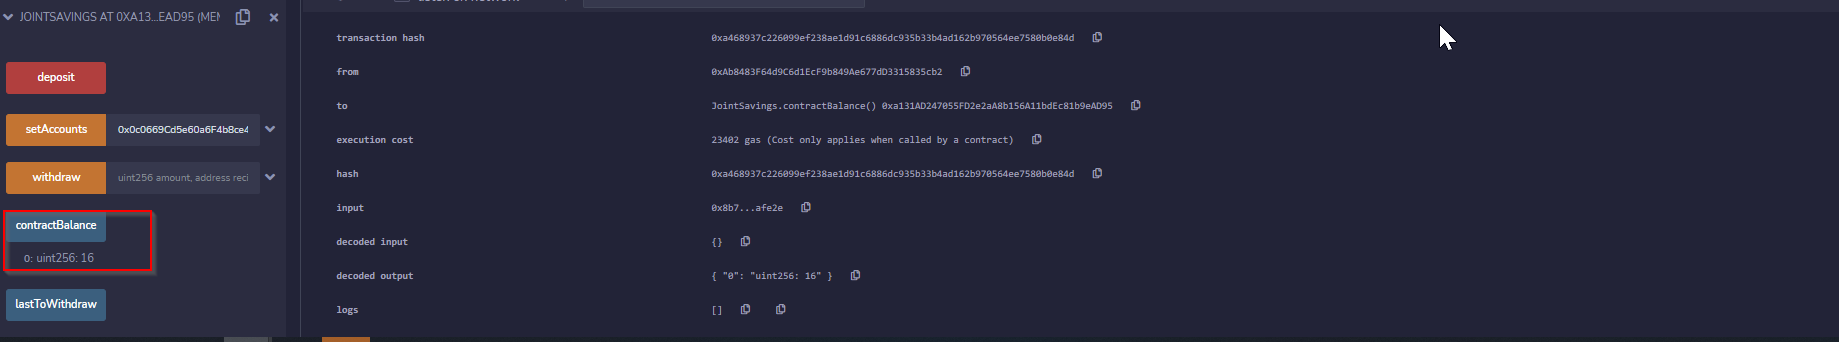 JOINTSAVINGS AT 0XA13...EAD95 (MEM
deposit
setAccounts 0x0c0669Cd5e60a6F4b8ce4
withdraw uint256 amount, address reci
contractBalance
0: uint256: 16
lastToWithdraw
transaction hash 0xa468937c226099ef238ae1d91c6886dc935b33b4ad162b970564ee7580b0e84d
from 0xAb8483F64d9C6d1EcF9b849Ae677dD3315835cb2
to JointSavings.contractBalance() 0xa131AD247055FD2e2aA8b156A11bdEc81b9eAD95
execution cost 23402 gas (Cost only applies when called by a contract)
hash 0xa468937c226099ef238ae1d91c6886dc935b33b4ad162b970564ee7580b0e84d
input 0x8b7...afe2e
decoded input {}
decoded output { "0": "uint256: 16" }
logs []